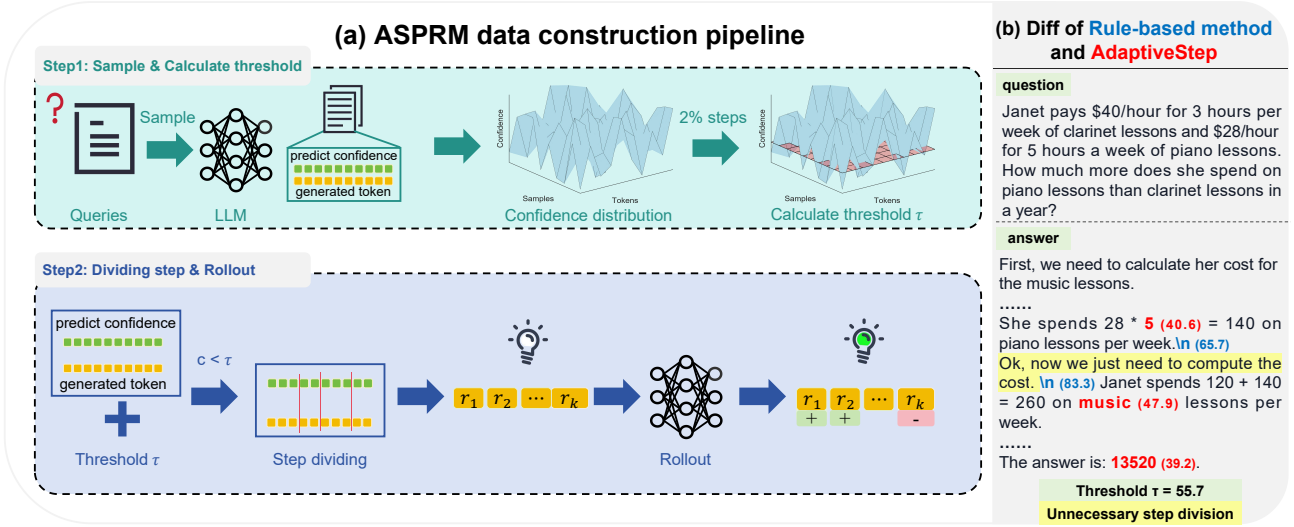 (a) ASPRM data construction pipeline
Step1: Sample & Calculate threshold
?
Sample
predict confidence
generated token
Queries
LLM
Confidence
Samples
Tokens
Confidence distribution
2% steps
Confidence
Samples
Tokens
Calculate threshold τ
Step2: Dividing step & Rollout
predict confidence
generated token
Threshold τ
c < τ
Step dividing
r1 r2 ··· rk
Rollout
r1 r2 ··· rk
+ + -
(b) Diff of Rule-based method
and AdaptiveStep
question
Janet pays $40/hour for 3 hours per
week of clarinet lessons and $28/hour
for 5 hours a week of piano lessons.
How much more does she spend on
piano lessons than clarinet lessons in
a year?
answer
First, we need to calculate her cost for
the music lessons.
......
She spends 28 * 5 (40.6) = 140 on
piano lessons per week.\n (65.7)
Ok, now we just need to compute the
cost. \n (83.3) Janet spends 120 + 140
= 260 on music (47.9) lessons per
week.
......
The answer is: 13520 (39.2).
Threshold τ = 55.7
Unnecessary step division